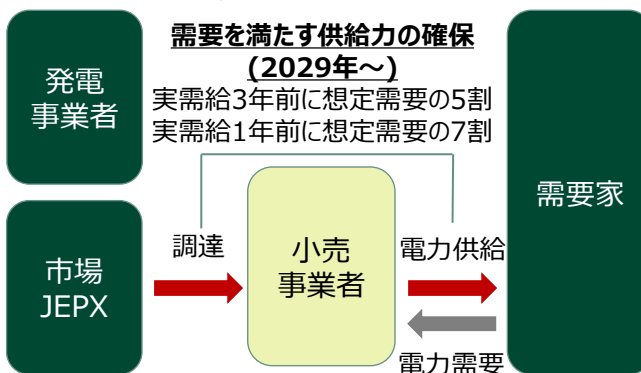 需要を満たす供給力の確保
(2029年～)
実需給3年前に想定需要の5割
実需給1年前に想定需要の7割
発電
事業者
市場
JEPX
調達
小売
事業者
電力供給
電力需要
需要家